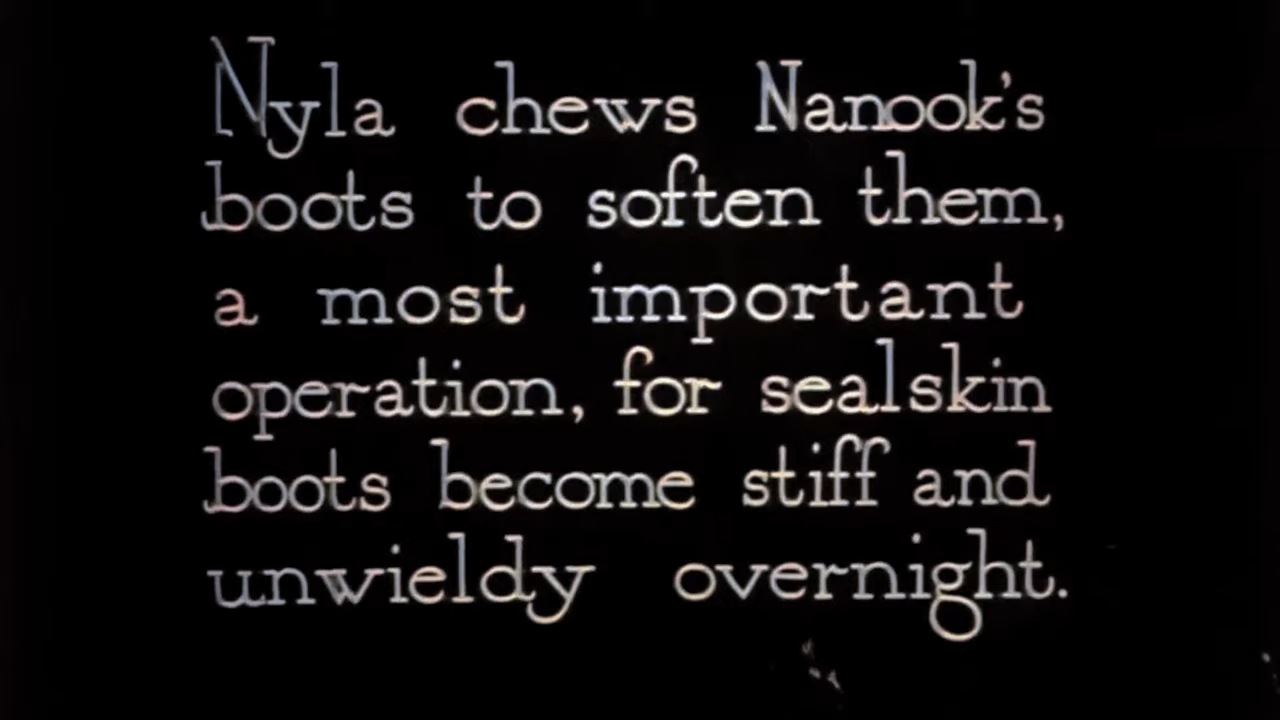 Nyla chews Nanook's
boots to soften them,
a most important
operation, for sealskin
boots become stiff and
unwieldy overnight.